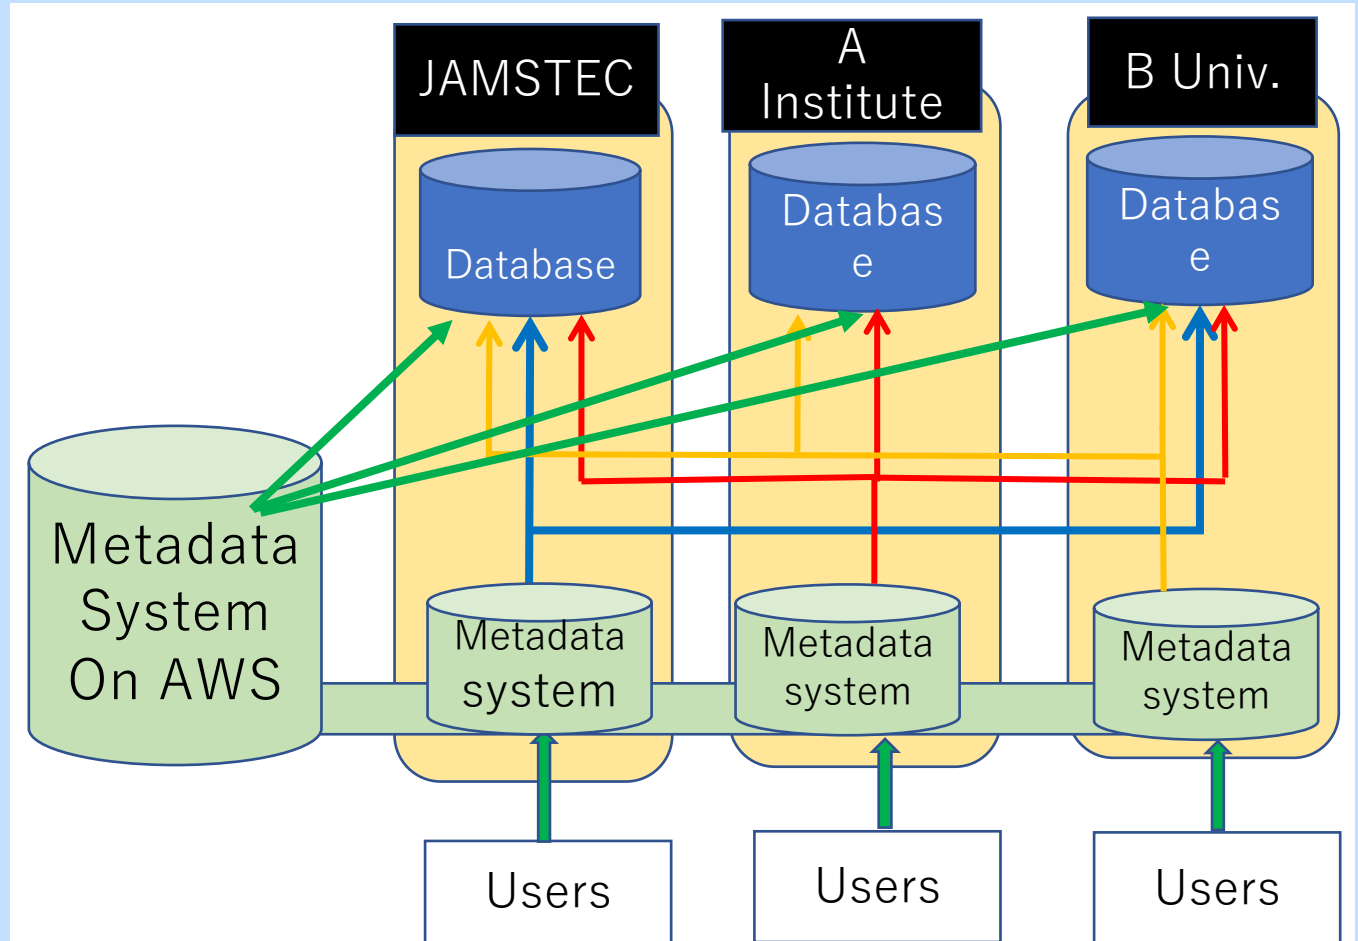 JAMSTEC
A
Institute
B Univ.
Database
Databas
e
Databas
e
Metadata
System
On AWS
Metadata
system
Metadata
system
Metadata
system
Users
Users
Users